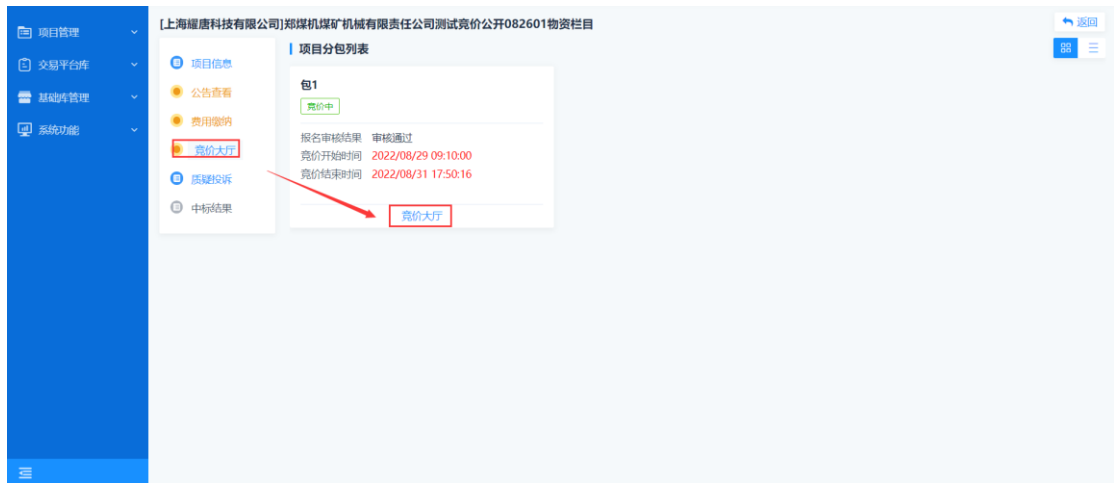 [上海耀唐科技有限公司]郑煤机煤矿机械有限责任公司测试竞价公开082601物资栏目
返回
项目管理
交易平台库
基础库管理
系统功能
项目信息
公告查看
费用缴纳
竞价大厅
质疑投诉
中标结果
项目分包列表
包1
竞价中
报名审核结果 审核通过
竞价开始时间 2022/08/29 09:10:00
竞价结束时间 2022/08/31 17:50:16
竞价大厅